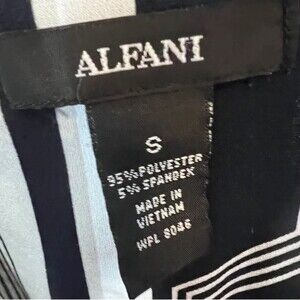 ALFANI
S
95% POLYESTER
5% SPANDEX
MADE IN
VIETNAM
WPL 8046